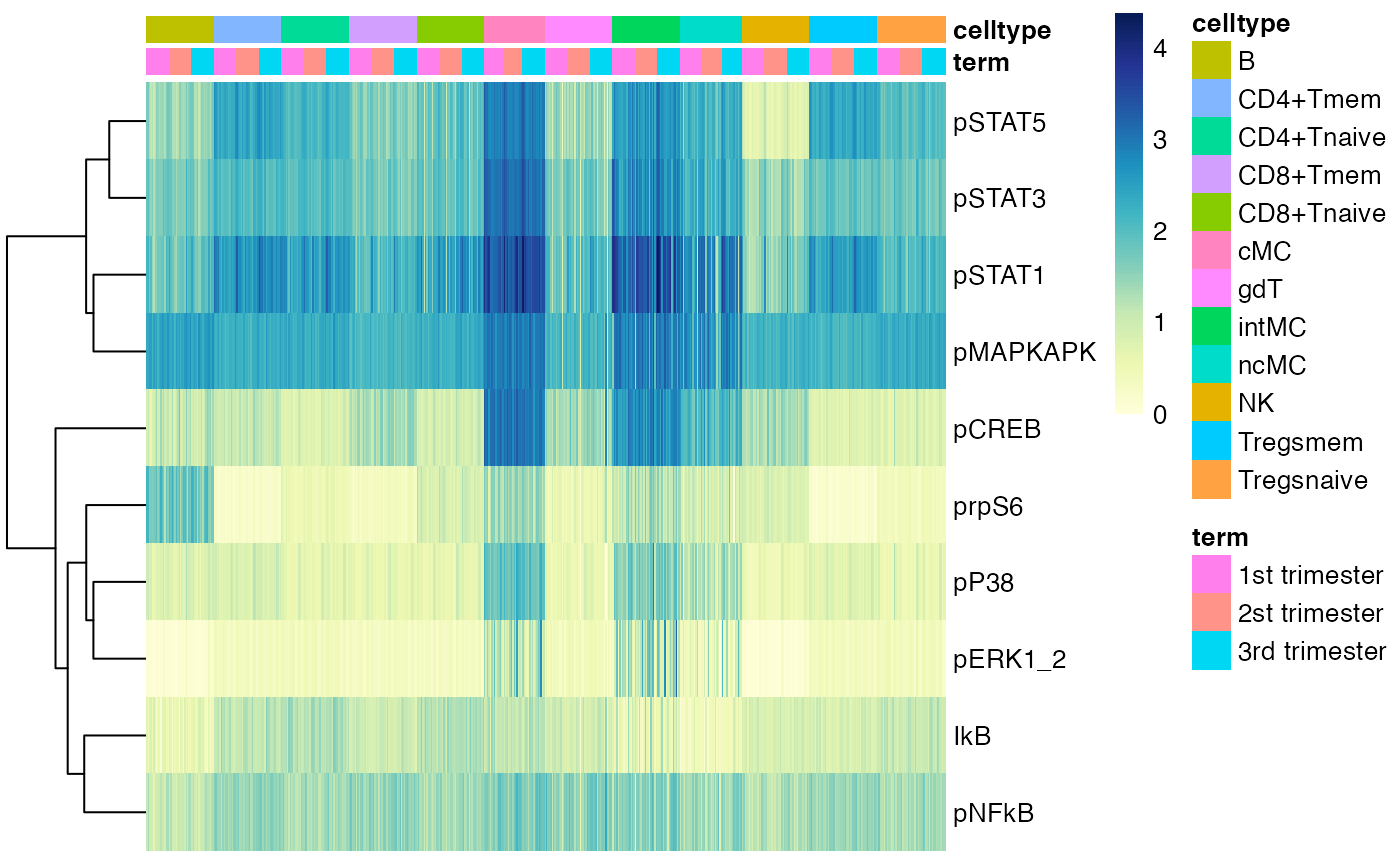 celltype
term
pSTAT5
pSTAT3
pSTAT1
pMAPKAPK
pCREB
prpS6
pP38
pERK1_2
IkB
pNFkB
4
3
2
1
0
celltype
B
CD4+Tmem
CD4+Tnaive
CD8+Tmem
CD8+Tnaive
cMC
gdT
intMC
ncMC
NK
Tregsmem
Tregsnaive
term
1st trimester
2st trimester
3rd trimester